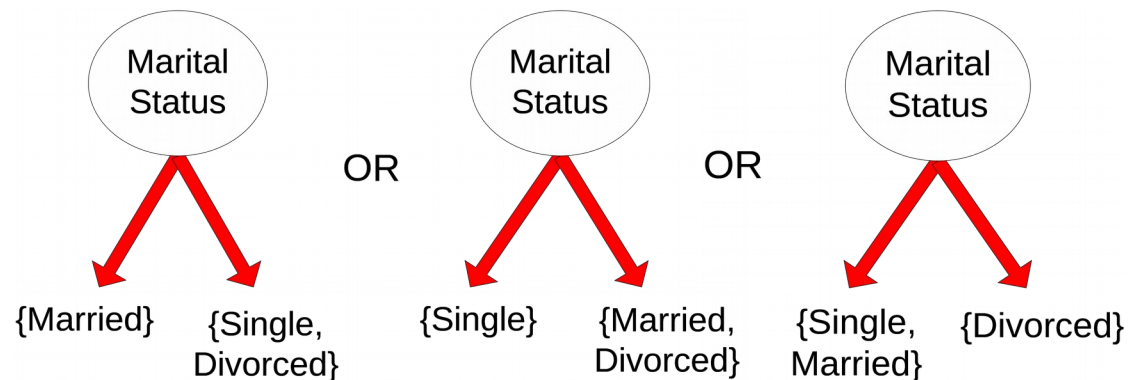 Marital
Status
{Married}
{Single,
Divorced}
OR
Marital
Status
{Single}
{Married,
Divorced}
OR
Marital
Status
{Single,
Married}
{Divorced}